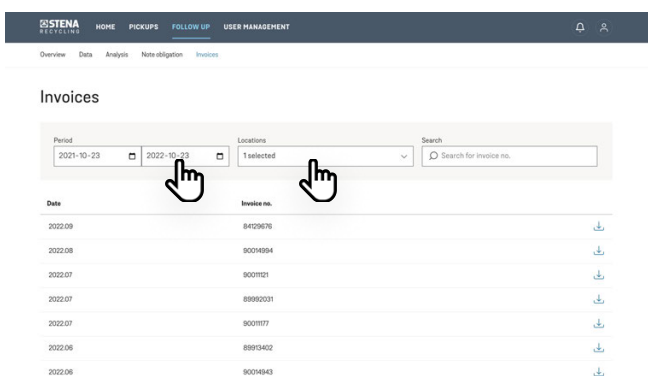 STENA
RECYCLING
HOME PICKUPS FOLLOW UP USER MANAGEMENT
Overview Data Analysis Note obligation Invoices
Invoices
Period Locations Search
2021-10-23 2022-10-23 1 selected Search for invoice no.
Date Invoice no.
2022.09 84129676
2022.08 90014994
2022.07 90011121
2022.07 89992031
2022.07 90011177
2022.06 89913402
2022.06 90014943